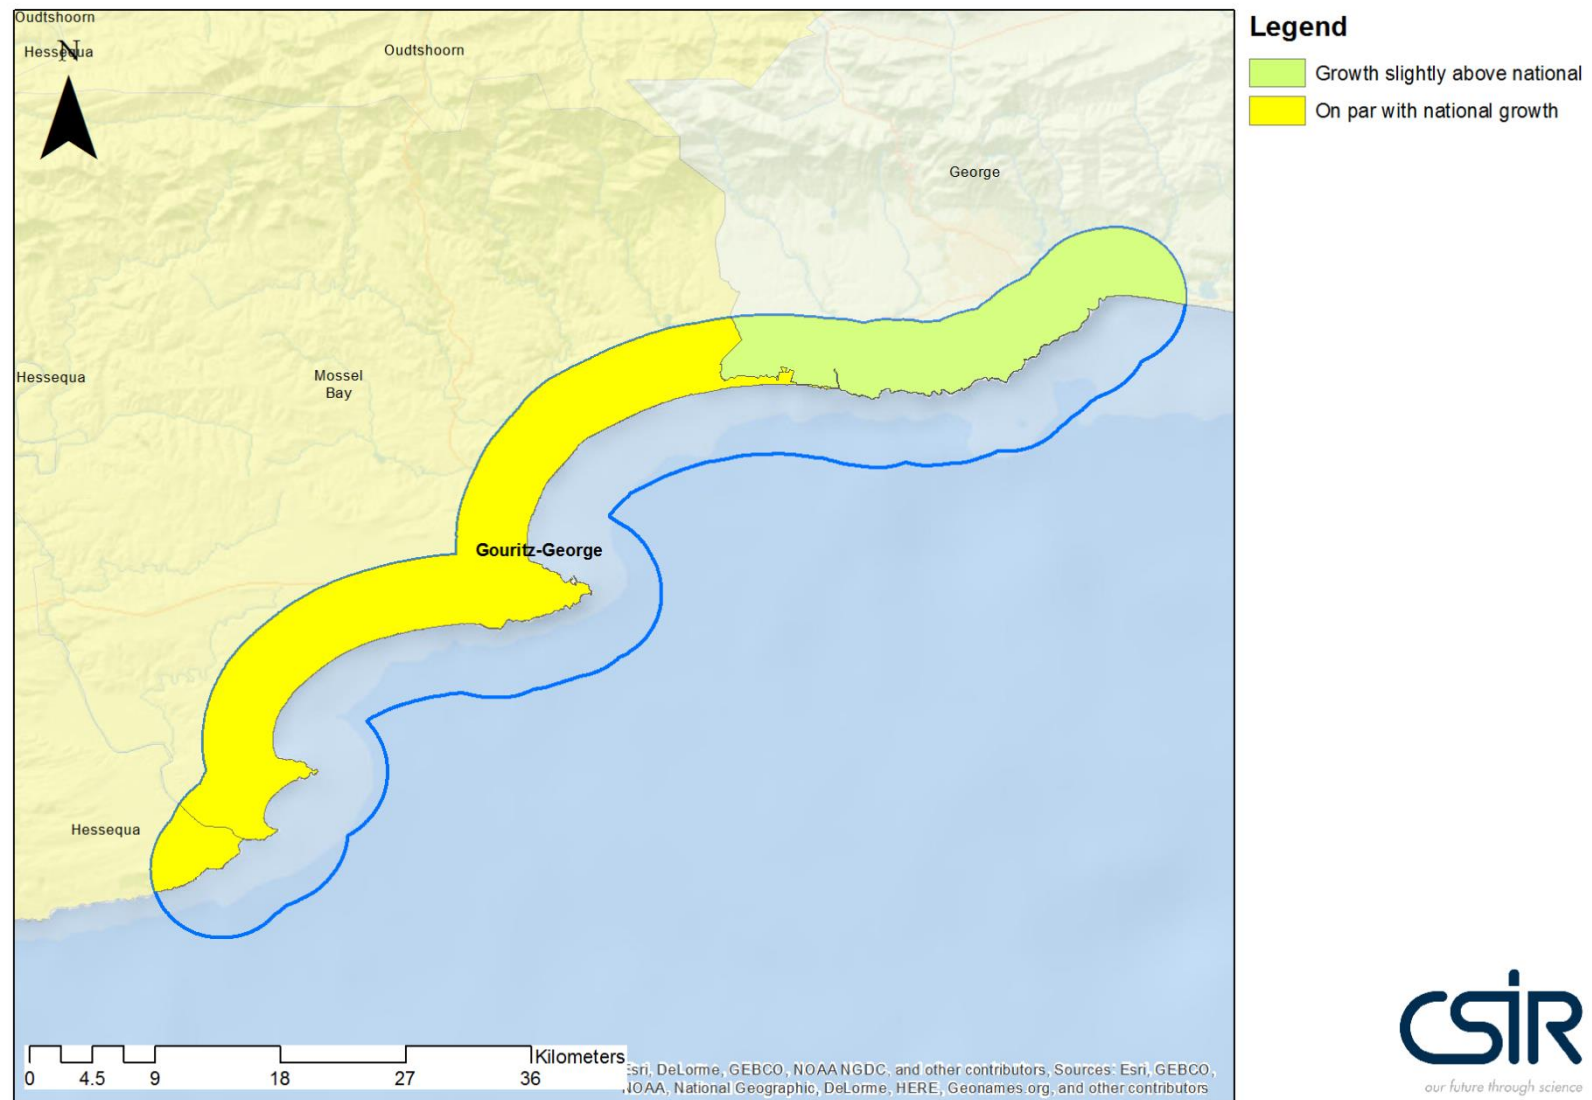 Oudtshoorn
Hessequa
N
Oudtshoorn
George
Hessequa
Mossel
Bay
Gouritz-George
Hessequa
Kilometers
0 4.5 9 18 27 36
Esri, DeLorme, GEBCO, NOAA NGDC, and other contributors, Sources: Esri, GEBCO,
NOAA, National Geographic, DeLorme, HERE, Geonames.org, and other contributors
Legend
Growth slightly above national
On par with national growth
CSIR
our future through science